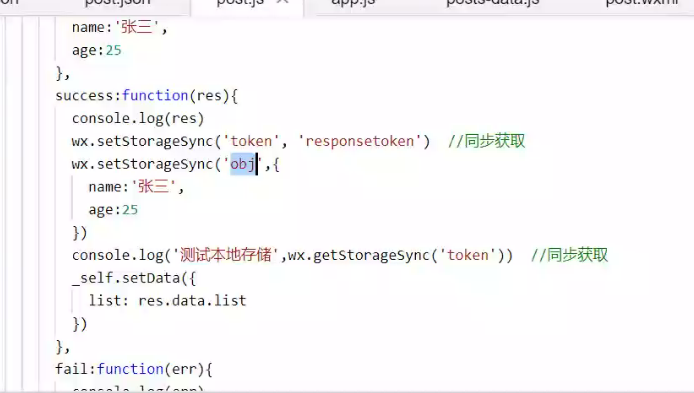 post.json post.js app.js posts-data.js post.wxml
name:'张三',
age:25
},
success:function(res){
console.log(res)
wx.setStorageSync('token', 'responsetoken') //同步获取
wx.setStorageSync('obj',{
name:'张三',
age:25
})
console.log('测试本地存储',wx.getStorageSync('token')) //同步获取
_self.setData({
list: res.data.list
})
},
fail:function(err){
console.log(err)